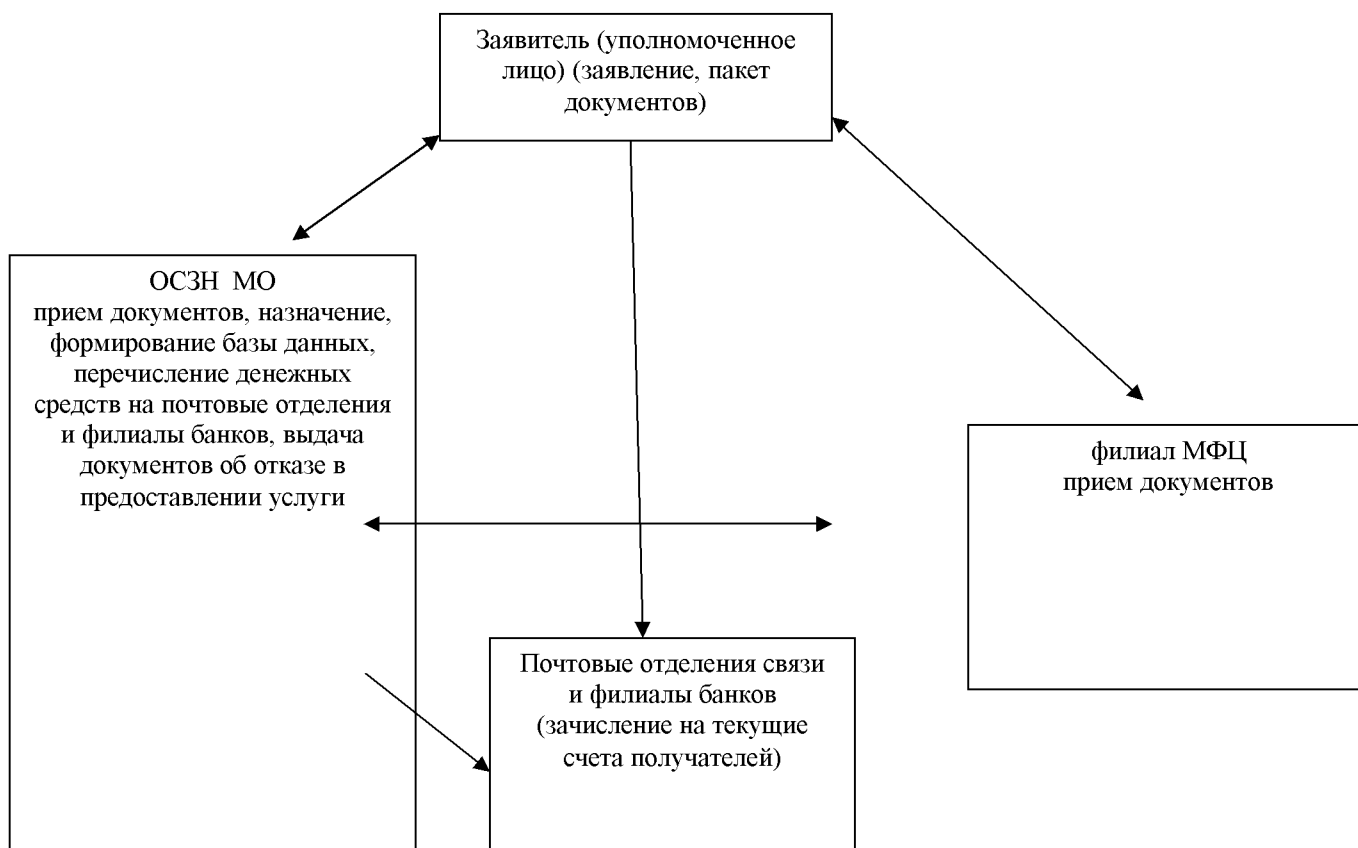 Заявитель (уполномоченное
лицо) (заявление, пакет
документов)
ОСЗН  МО
прием документов, назначение,
формирование базы данных,
перечисление денежных
средств на почтовые отделения
и филиалы банков, выдача
документов об отказе в
предоставлении услуги
филиал МФЦ
прием документов
Почтовые отделения связи
и филиалы банков
(зачисление на текущие
счета получателей)